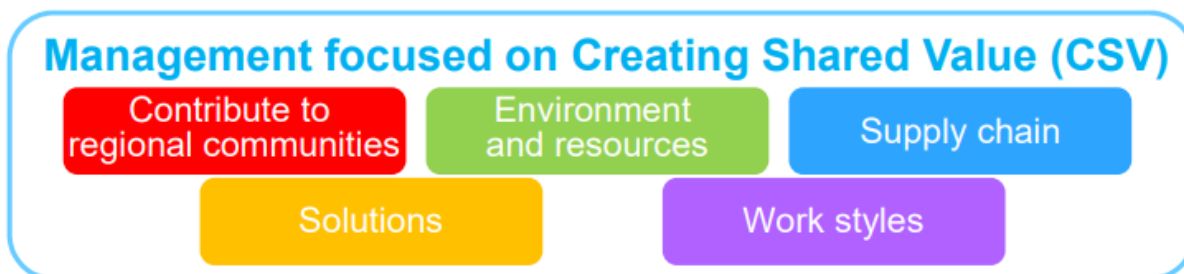 Management focused on Creating Shared Value (CSV)
Contribute to
regional communities
Environment
and resources
Supply chain
Solutions
Work styles